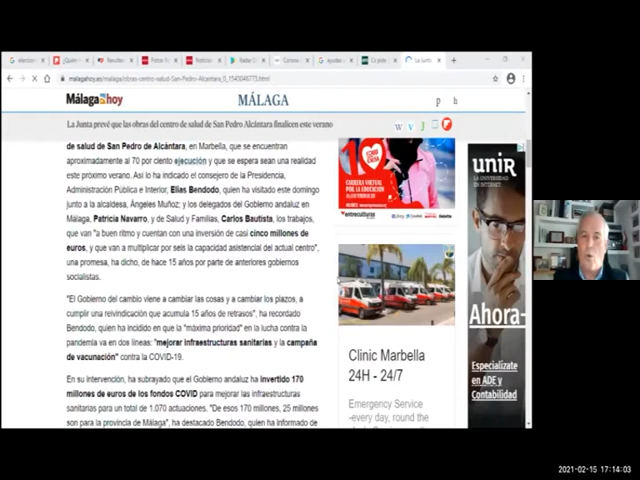 malagahoy.es/malaga/obras-centro-salud-San-Pedro-Alcantara_0_1543046773.html
Málaga hoy
MÁLAGA
La Junta prevé que las obras del centro de salud de San Pedro Alcántara finalicen este verano
de salud de San Pedro de Alcántara, en Marbella, que se encuentran
aproximadamente al 70 por ciento ejecución y que se espera sean una realidad
este próximo verano. Así lo ha indicado el consejero de la Presidencia,
Administración Pública e Interior, Elías Bendodo, quien ha visitado este domingo
junto a la alcaldesa, Ángeles Muñoz; y los delegados del Gobierno andaluz en
Málaga, Patricia Navarro, y de Salud y Familias, Carlos Bautista, los trabajos,
que van "a buen ritmo y cuentan con una inversión de casi cinco millones de
euros, y que van a multiplicar por seis la capacidad asistencial del actual centro",
una promesa, ha dicho, de hace 15 años por parte de anteriores gobiernos
socialistas.
"El Gobierno del cambio viene a cambiar las cosas y a cambiar los plazos, a
cumplir una reivindicación que acumula 15 años de retrasos", ha recordado
Bendodo, quien ha incidido en que la "máxima prioridad" en la lucha contra la
pandemia va en dos líneas: "mejorar infraestructuras sanitarias y la campaña
de vacunación" contra la COVID-19.
En su intervención, ha subrayado que el Gobierno andaluz ha invertido 170
millones de euros de los fondos COVID para mejorar las infraestructuras
sanitarias para un total de 1.070 actuaciones. "De esos 170 millones, 25 millones
son para la provincia de Málaga", ha destacado Bendodo, quien ha informado de
CARRERA VIRTUAL
POR LA EDUCACIÓN
entreculturas
Clinic Marbella
24H - 24/7
Emergency Service
-every day, round the
unir
LA UNIVERSIDAD
EN INTERNET
Ahora-
Especialízate
en ADE y
Contabilidad
2021-02-15 17:14:03